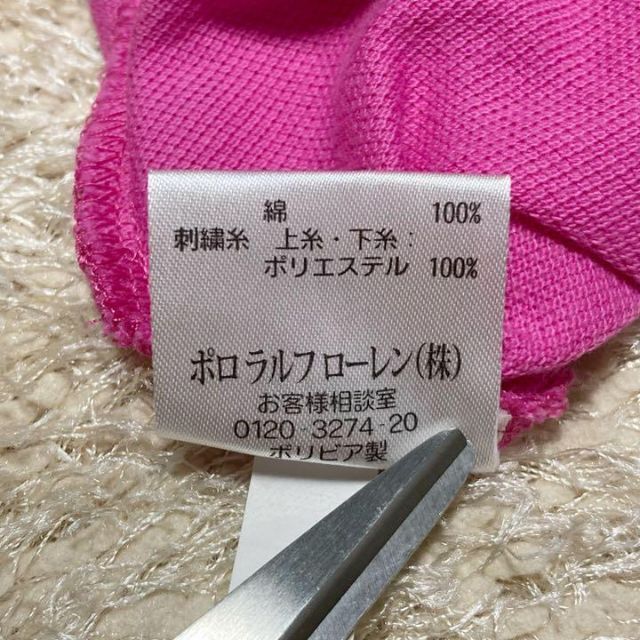 綿 100%
刺繍糸 上糸・下糸:
ポリエステル 100%
ポロ ラルフ ローレン(株)
お客様相談室
0120-3274-20
ボリビア製